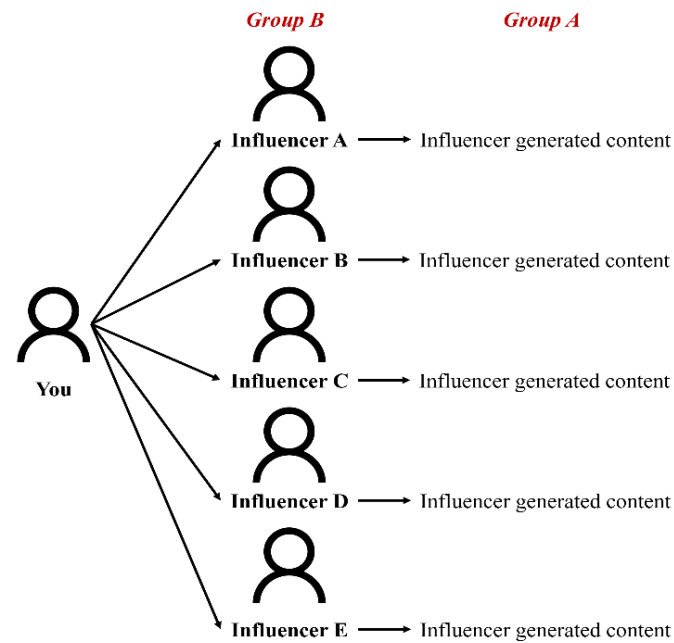 Group B Group A
Influencer A Influencer generated content
Influencer B Influencer generated content
You
Influencer C Influencer generated content
Influencer D Influencer generated content
Influencer E Influencer generated content